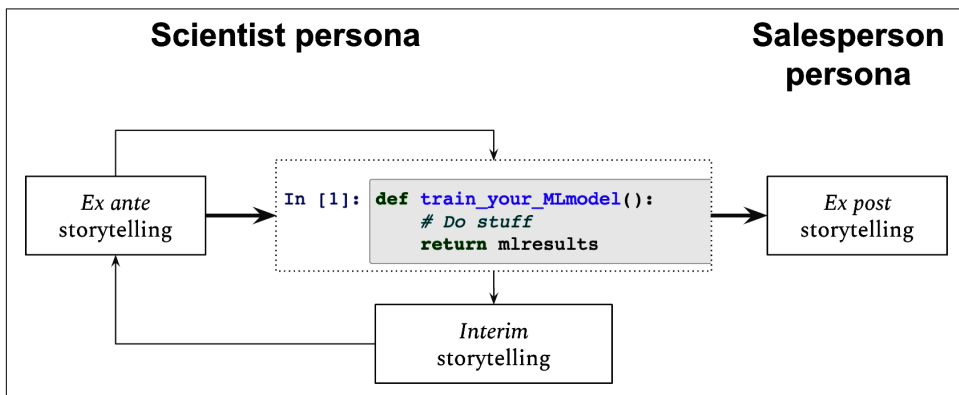 Scientist persona
Salesperson
persona
Ex ante
storytelling
In [1]: def train_your_MLmodel():
# Do stuff
return mlresults
Ex post
storytelling
Interim
storytelling